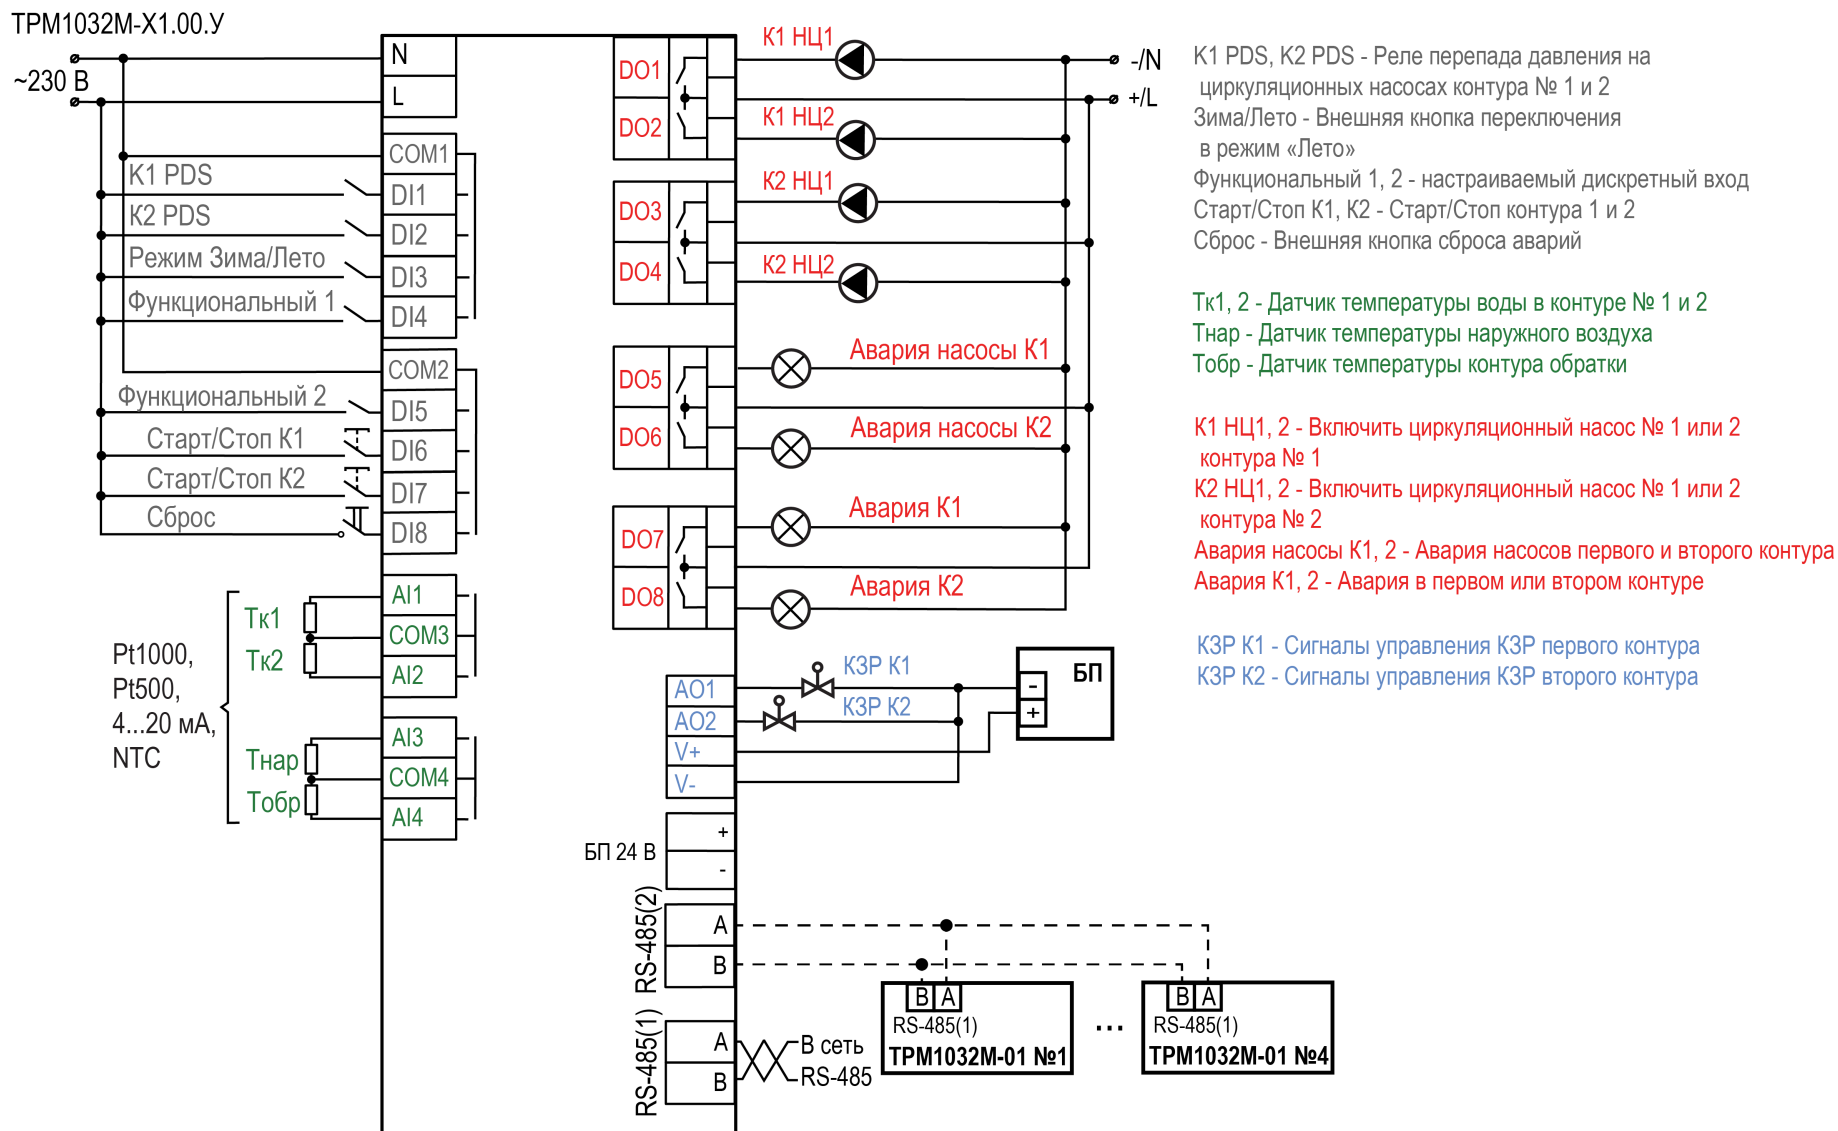 ТРМ1032М-Х1.00.У
~230 В
N
L
COM1
K1 PDS
DI1
K2 PDS
DI2
Режим Зима/Лето
DI3
Функциональный 1
DI4
COM2
Функциональный 2
DI5
Старт/Стоп К1
DI6
Старт/Стоп К2
DI7
Сброс
DI8
AI1
Тк1
COM3
Тк2
AI2
Pt1000,
Pt500,
4...20 мА,
NTC
AI3
Тнар
COM4
Тобр
AI4
DO1
DO2
К1 НЦ1
К1 НЦ2
-/N
+/L
DO3
DO4
К2 НЦ1
К2 НЦ2
DO5
DO6
Авария насосы К1
Авария насосы К2
DO7
DO8
Авария К1
Авария К2
AO1
КЗР К1
AO2
КЗР К2
V+
V-
-
+
БП
БП 24 В
+
-
RS-485(2)
A
B
RS-485(1)
A
B
В сеть
RS-485
B A
RS-485(1)
ТРМ1032М-01 №1
...
B A
RS-485(1)
ТРМ1032М-01 №4
K1 PDS, K2 PDS - Реле перепада давления на
циркуляционных насосах контура № 1 и 2
Зима/Лето - Внешняя кнопка переключения
в режим «Лето»
Функциональный 1, 2 - настраиваемый дискретный вход
Старт/Стоп К1, К2 - Старт/Стоп контура 1 и 2
Сброс - Внешняя кнопка сброса аварий
Тк1, 2 - Датчик температуры воды в контуре № 1 и 2
Тнар - Датчик температуры наружного воздуха
Тобр - Датчик температуры контура обратки
К1 НЦ1, 2 - Включить циркуляционный насос № 1 или 2
контура № 1
К2 НЦ1, 2 - Включить циркуляционный насос № 1 или 2
контура № 2
Авария насосы К1, 2 - Авария насосов первого и второго контура
Авария К1, 2 - Авария в первом или втором контуре
КЗР К1 - Сигналы управления КЗР первого контура
КЗР К2 - Сигналы управления КЗР второго контура